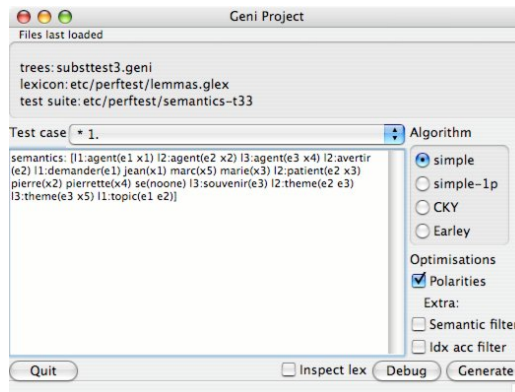 Geni Project
Files last loaded
trees: substtest3.geni
lexicon: etc/perftest/lemmas.glex
test suite: etc/perftest/semantics-t33
Test case * 1.
Algorithm
semantics: [l1:agent(e1 x1) l2:agent(e2 x2) l3:agent(e3 x4) l2:avertir
(e2) l1:demander(e1) jean(x1) marc(x5) marie(x3) l2:patient(e2 x3)
pierre(x2) pierrette(x4) se(noone) l3:souvenir(e3) l2:theme(e2 e3)
l3:theme(e3 x5) l1:topic(e1 e2)]
simple
simple-1p
CKY
Earley
Optimisations
Polarities
Extra:
Semantic filter
Idx acc filter
Quit
Inspect lex
Debug
Generate